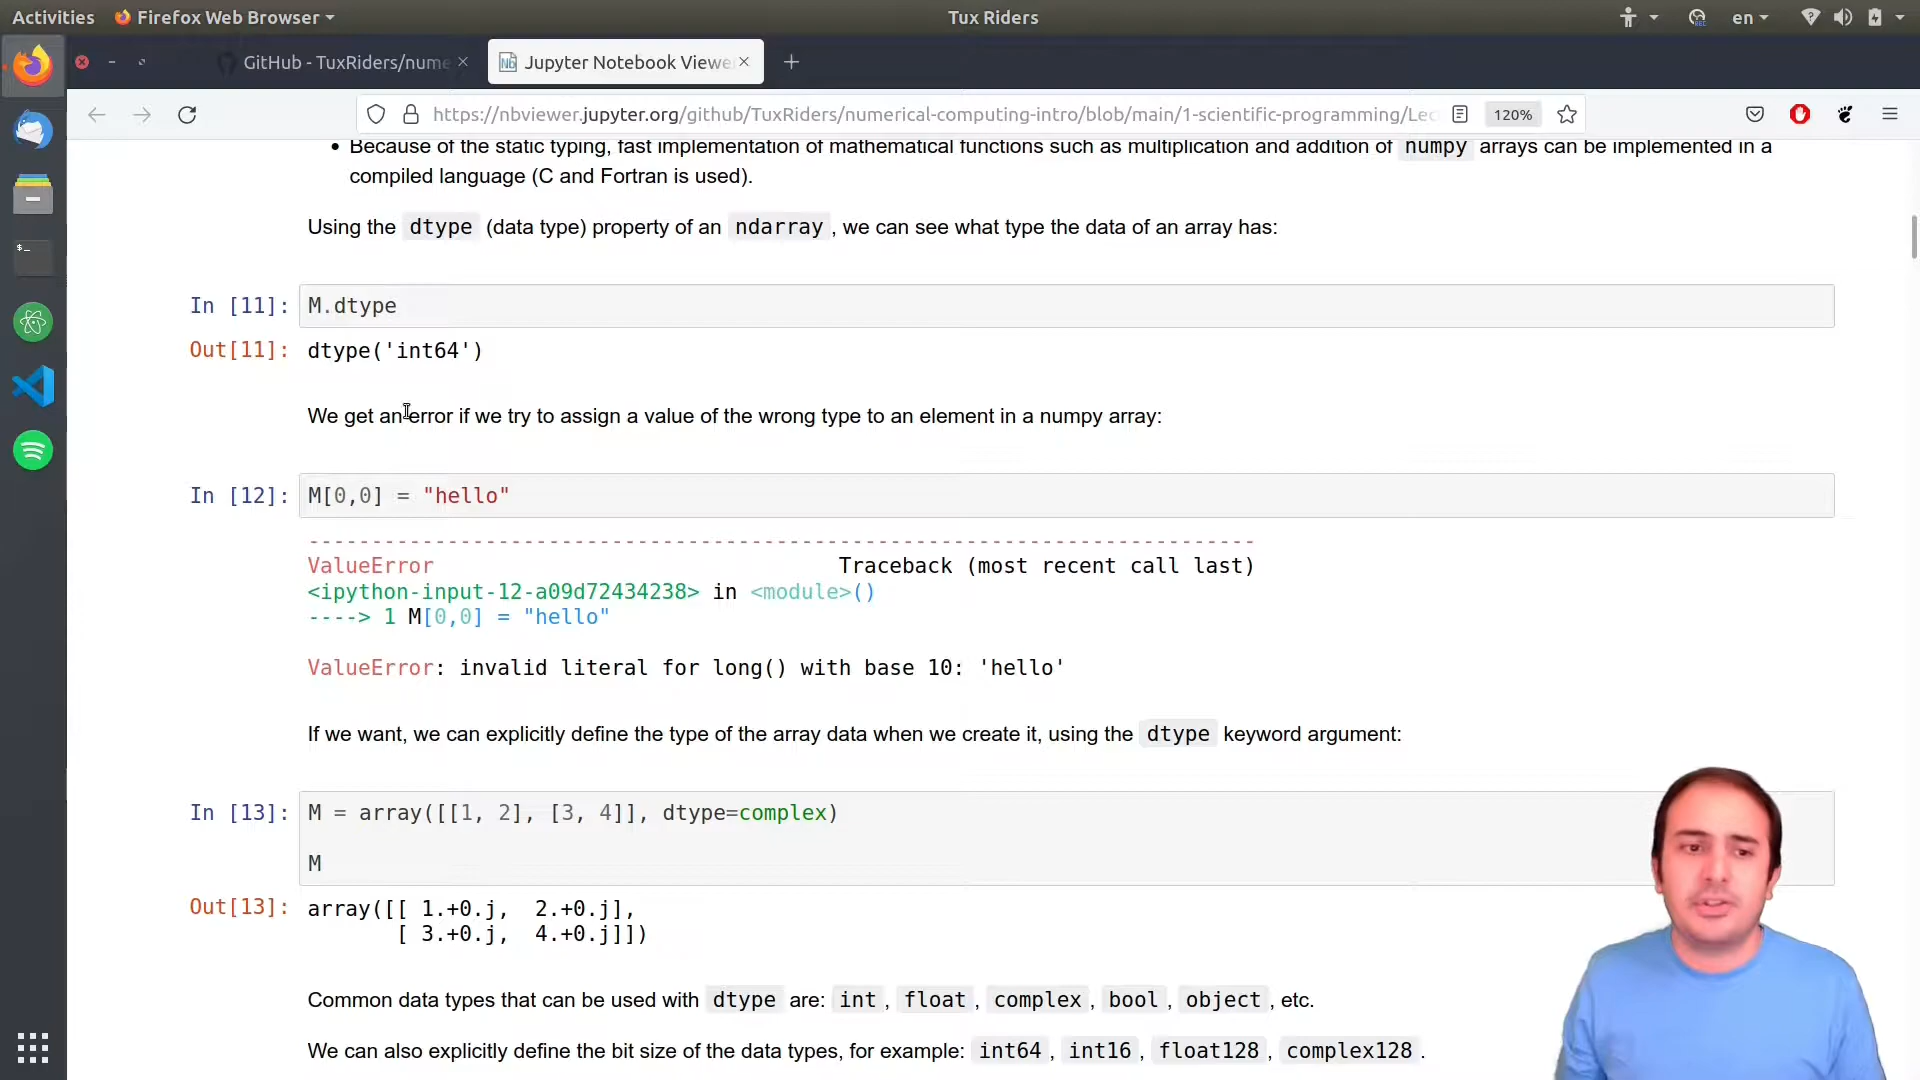 Activities
Firefox Web Browser
Tux Riders
en
GitHub - TuxRiders/nume
Jupyter Notebook Viewe
https://nbviewer.jupyter.org/github/TuxRiders/numerical-computing-intro/blob/main/1-scientific-programming/Lec
120%
• Because of the static typing, fast implementation of mathematical functions such as multiplication and addition of numpy arrays can be implemented in a
compiled language (C and Fortran is used).
Using the dtype (data type) property of an ndarray , we can see what type the data of an array has:
In [11]: M.dtype
Out[11]: dtype('int64')
We get an error if we try to assign a value of the wrong type to an element in a numpy array:
In [12]: M[0,0] = "hello"
---------------------------------------------------------------------------
ValueError                                Traceback (most recent call last)
<ipython-input-12-a09d72434238> in <module>()
----> 1 M[0,0] = "hello"
ValueError: invalid literal for long() with base 10: 'hello'
If we want, we can explicitly define the type of the array data when we create it, using the dtype keyword argument:
In [13]: M = array([[1, 2], [3, 4]], dtype=complex)
M
Out[13]: array([[ 1.+0.j,  2.+0.j],
[ 3.+0.j,  4.+0.j]])
Common data types that can be used with dtype are: int , float , complex , bool , object , etc.
We can also explicitly define the bit size of the data types, for example: int64 , int16 , float128 , complex128 .